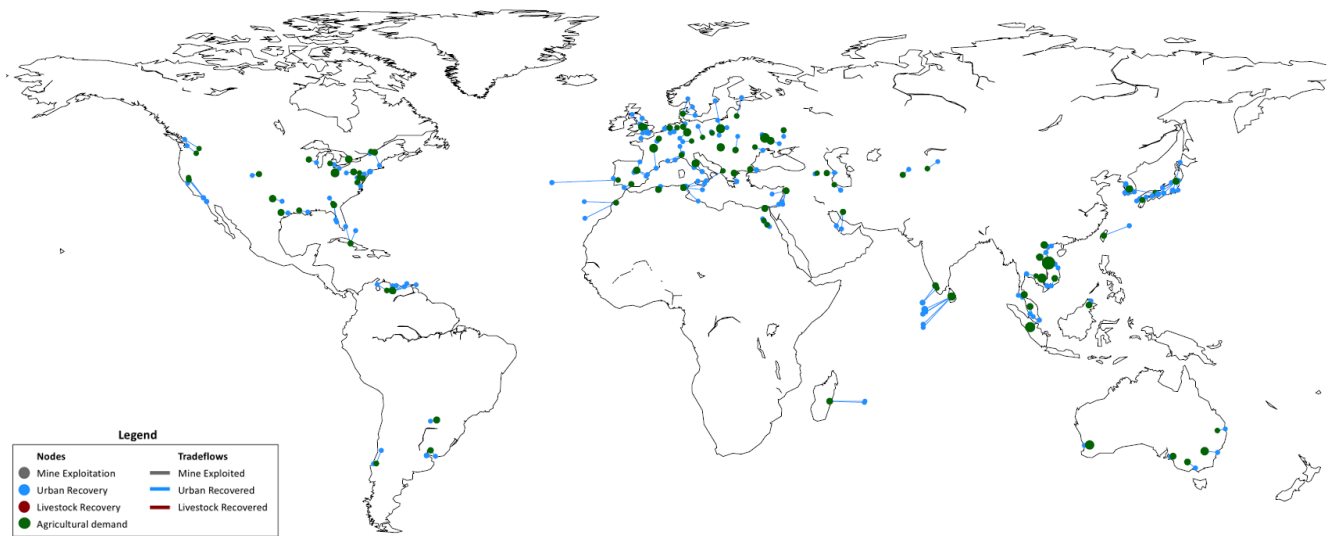 Legend
Nodes Tradeflows
Mine Exploitation Mine Exploited
Urban Recovery Urban Recovered
Livestock Recovery Livestock Recovered
Agricultural demand